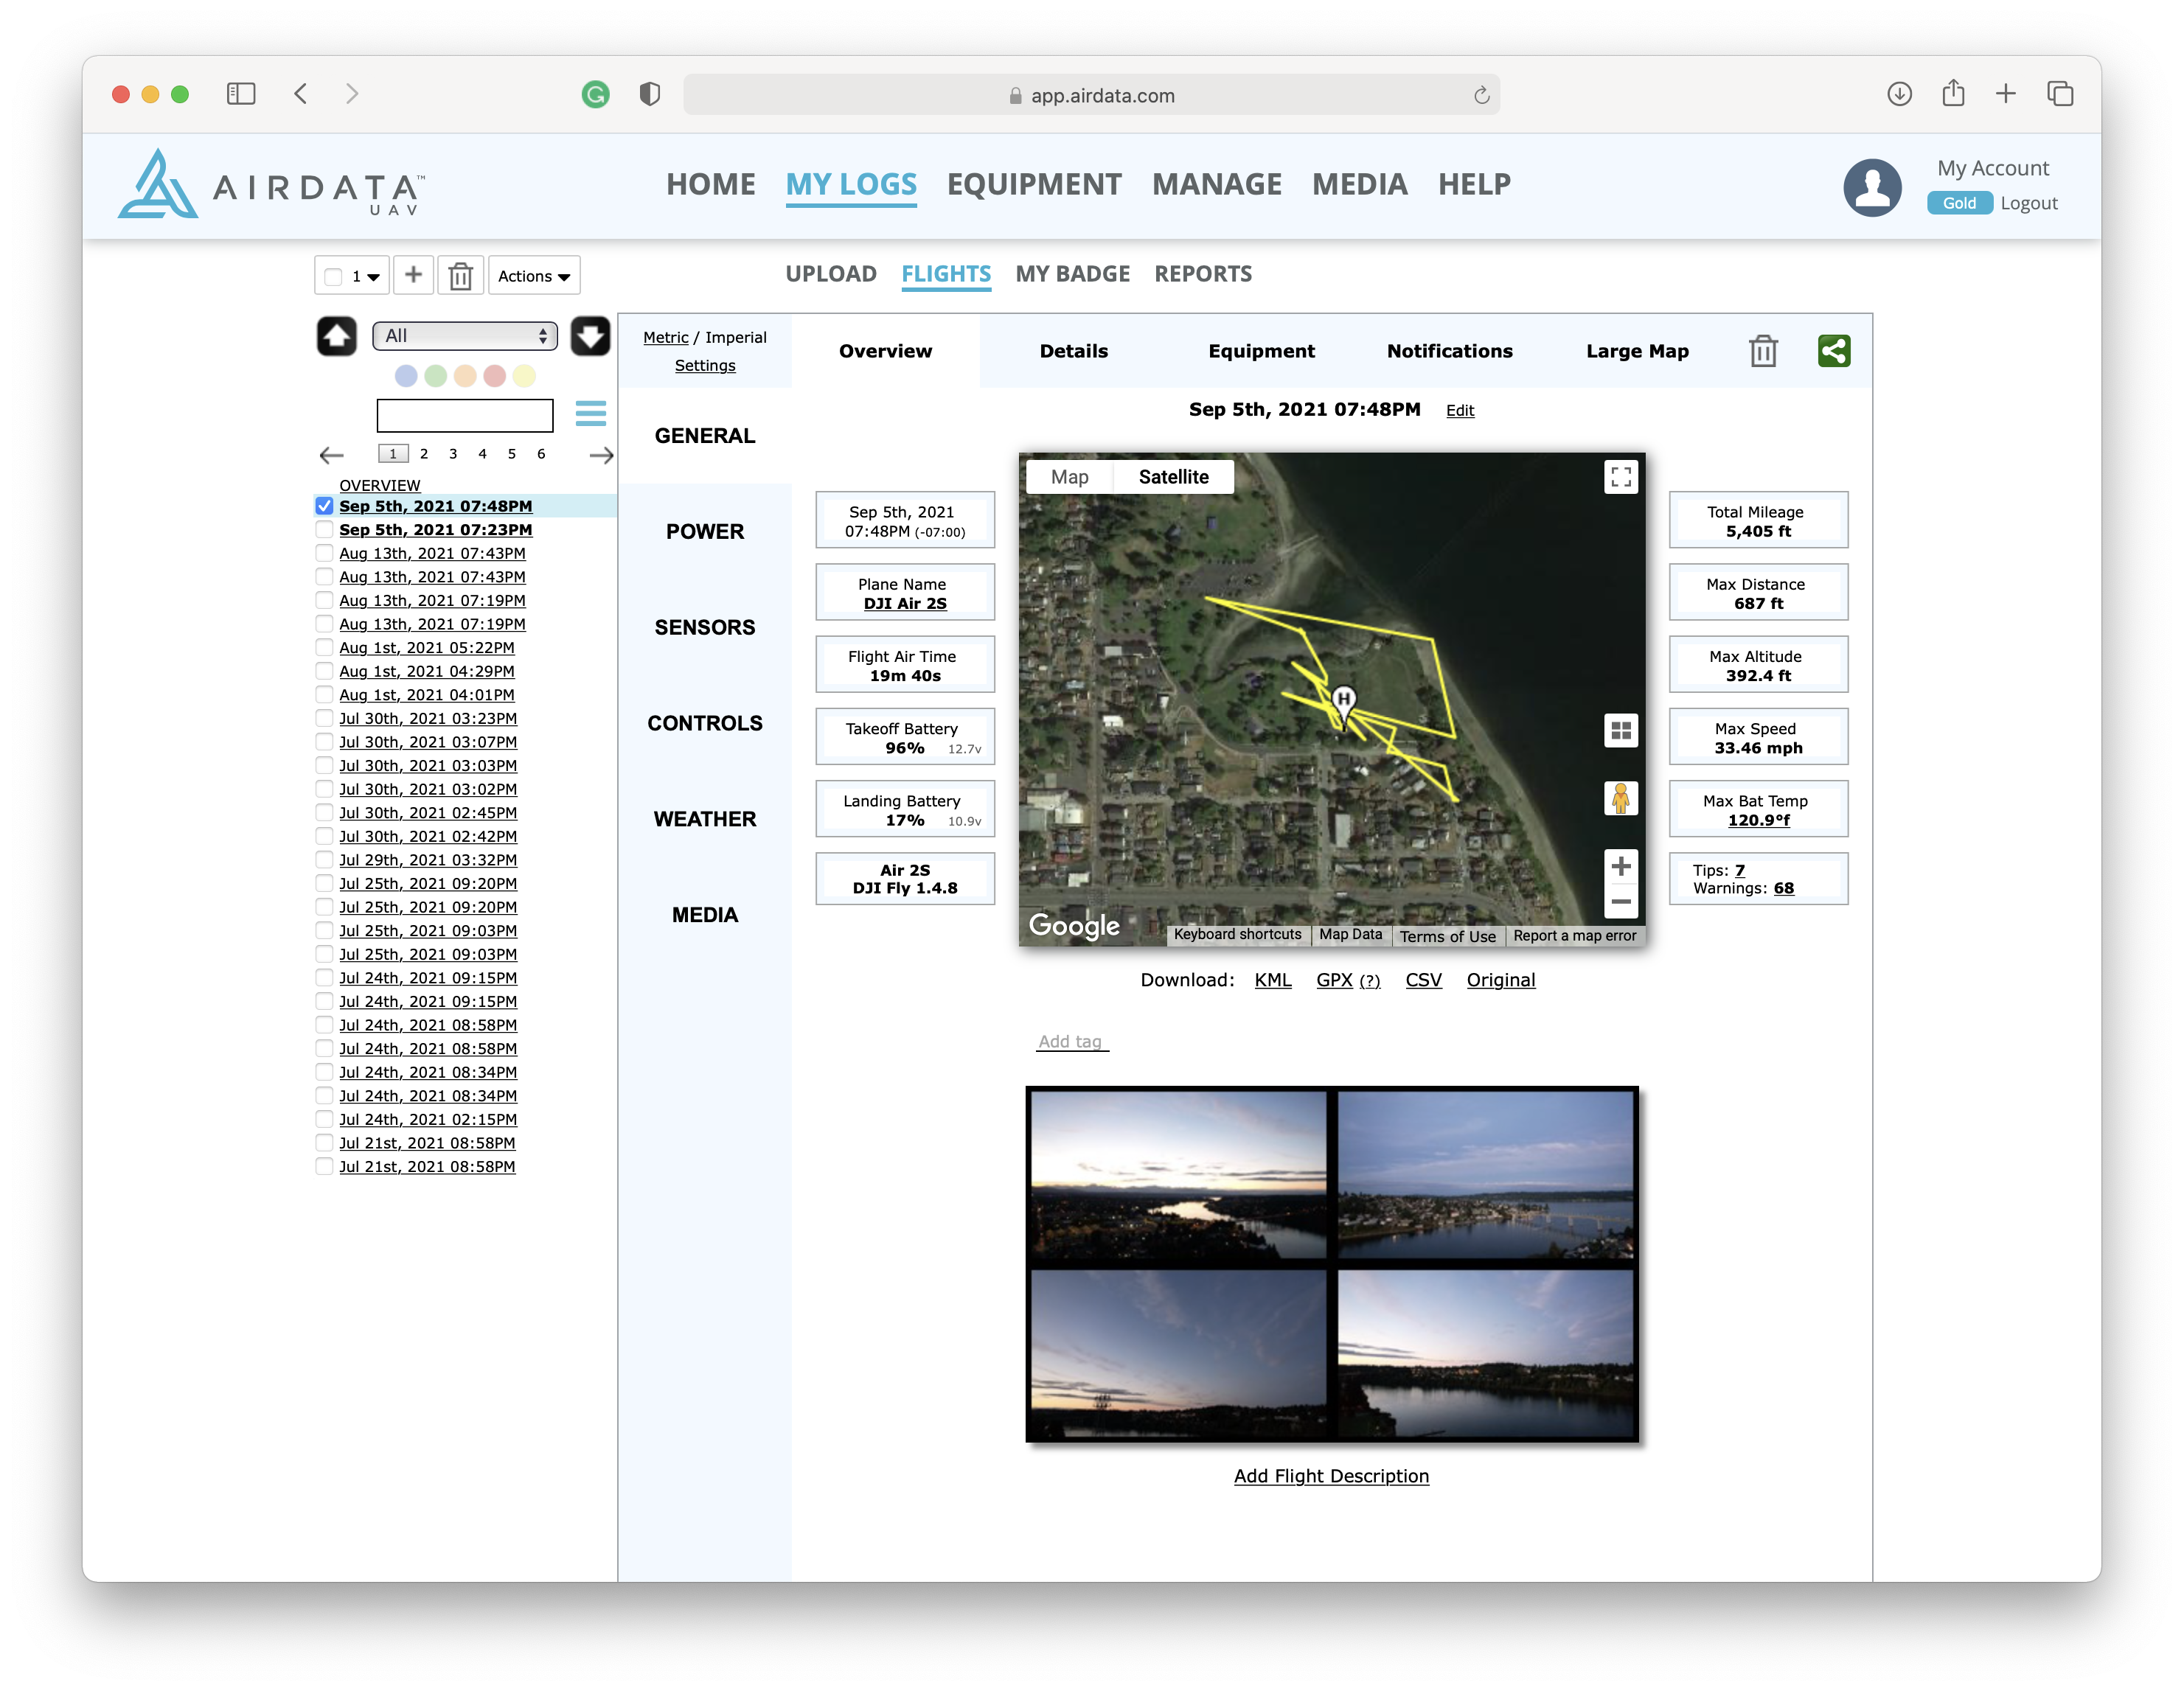 app.airdata.com
AIRDATA™
UAV
HOME MY LOGS EQUIPMENT MANAGE MEDIA HELP
My Account
Gold Logout
1 Actions
UPLOAD FLIGHTS MY BADGE REPORTS
All
1 2 3 4 5 6
OVERVIEW
Sep 5th, 2021 07:48PM
Sep 5th, 2021 07:23PM
Aug 13th, 2021 07:43PM
Aug 13th, 2021 07:43PM
Aug 13th, 2021 07:19PM
Aug 13th, 2021 07:19PM
Aug 1st, 2021 05:22PM
Aug 1st, 2021 04:29PM
Aug 1st, 2021 04:01PM
Jul 30th, 2021 03:23PM
Jul 30th, 2021 03:07PM
Jul 30th, 2021 03:03PM
Jul 30th, 2021 03:02PM
Jul 30th, 2021 02:45PM
Jul 30th, 2021 02:42PM
Jul 29th, 2021 03:32PM
Jul 25th, 2021 09:20PM
Jul 25th, 2021 09:20PM
Jul 25th, 2021 09:03PM
Jul 25th, 2021 09:03PM
Jul 24th, 2021 09:15PM
Jul 24th, 2021 09:15PM
Jul 24th, 2021 08:58PM
Jul 24th, 2021 08:58PM
Jul 24th, 2021 08:34PM
Jul 24th, 2021 08:34PM
Jul 24th, 2021 02:15PM
Jul 21st, 2021 08:58PM
Jul 21st, 2021 08:58PM
Metric / Imperial
Settings
Overview Details Equipment Notifications Large Map
GENERAL
POWER
SENSORS
CONTROLS
WEATHER
MEDIA
Sep 5th, 2021 07:48PM Edit
Sep 5th, 2021
07:48PM (-07:00)
Plane Name
DJI Air 2S
Flight Air Time
19m 40s
Takeoff Battery
96% 12.7v
Landing Battery
17% 10.9v
Air 2S
DJI Fly 1.4.8
Map Satellite
H
Google
Keyboard shortcuts Map Data Terms of Use Report a map error
Total Mileage
5,405 ft
Max Distance
687 ft
Max Altitude
392.4 ft
Max Speed
33.46 mph
Max Bat Temp
120.9°f
Tips: 7
Warnings: 68
Download: KML GPX (?) CSV Original
Add tag
Add Flight Description